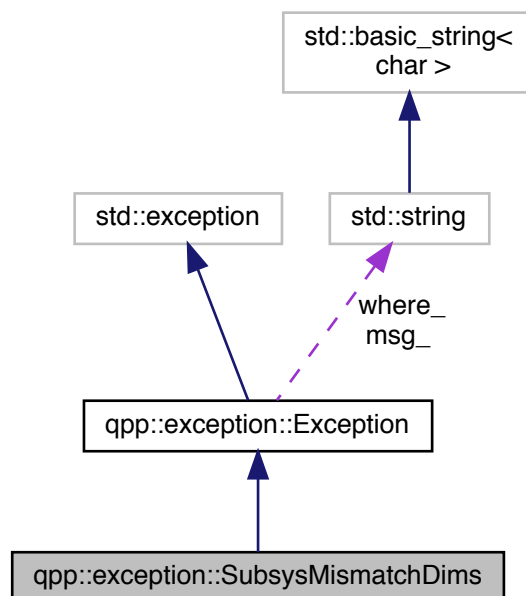 std::basic_string<
char >
std::exception
std::string
where_
msg_
qpp::exception::Exception
qpp::exception::SubsysMismatchDims